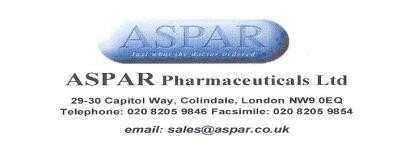 ASPAR
Just what the doctor ordered
ASPAR Pharmaceuticals Ltd
29-30 Capitol Way, Colindale, London NW9 0EQ
Telephone: 020 8205 9846 Facsimile: 020 8205 9854
email: sales@aspar.co.uk